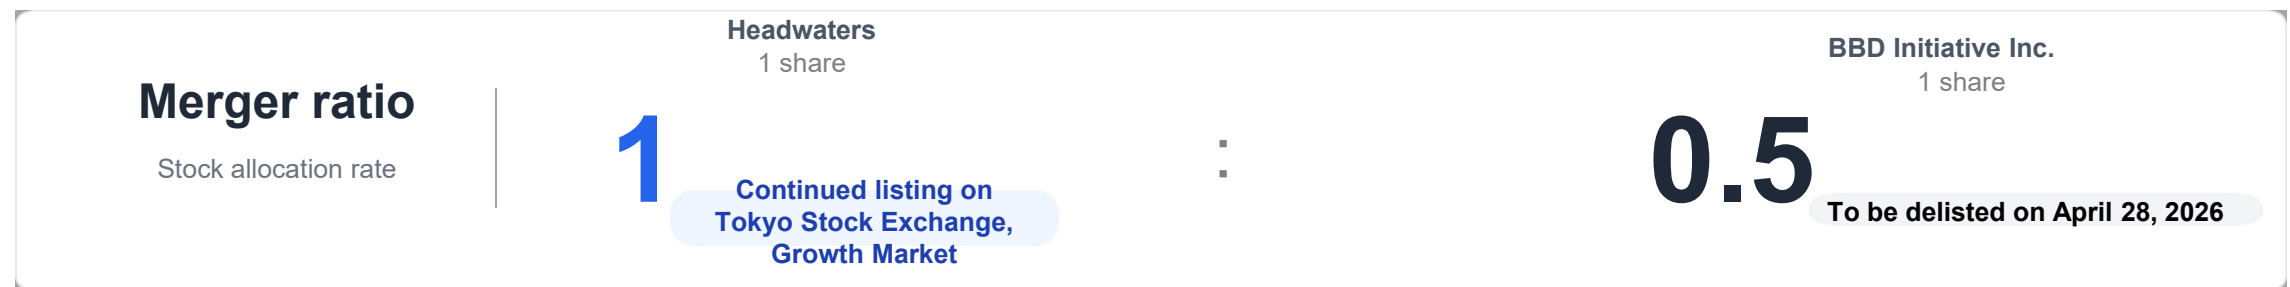 Merger ratio
Stock allocation rate
Headwaters
1 share
1
Continued listing on
Tokyo Stock Exchange,
Growth Market
:
BBD Initiative Inc.
1 share
0.5
To be delisted on April 28, 2026